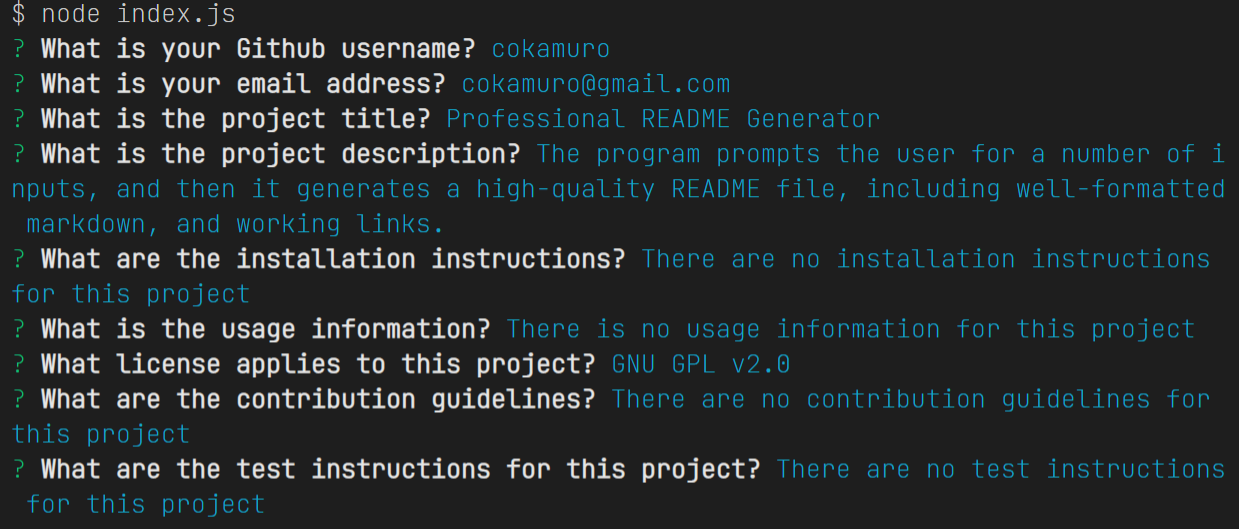 $ node index.js
? What is your Github username? cokamuro
? What is your email address? cokamuro@gmail.com
? What is the project title? Professional README Generator
? What is the project description? The program prompts the user for a number of i
nputs, and then it generates a high-quality README file, including well-formatted
 markdown, and working links.
? What are the installation instructions? There are no installation instructions
for this project
? What is the usage information? There is no usage information for this project
? What license applies to this project? GNU GPL v2.0
? What are the contribution guidelines? There are no contribution guidelines for
this project
? What are the test instructions for this project? There are no test instructions
 for this project